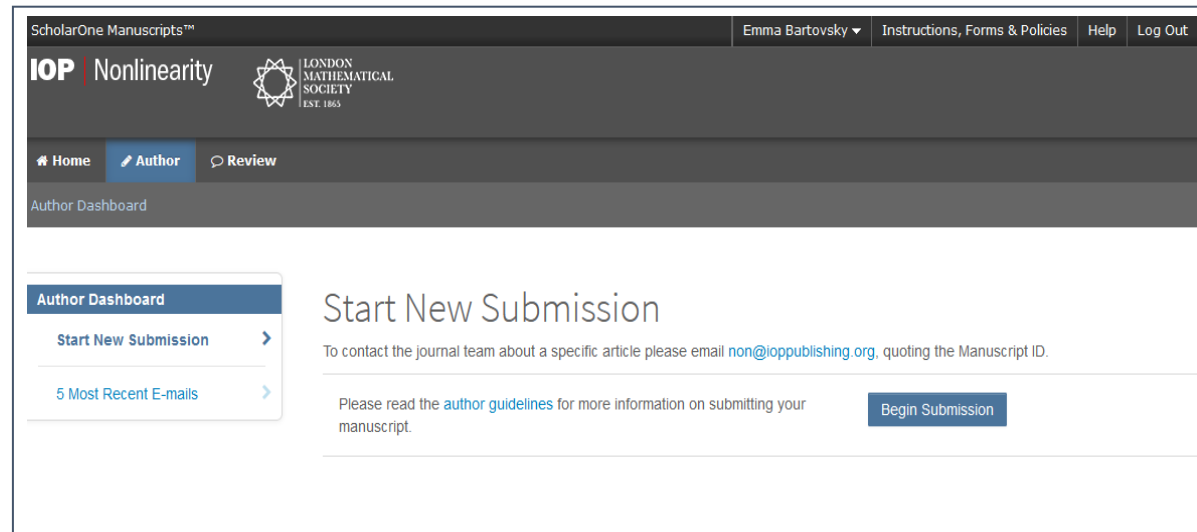 ScholarOne Manuscripts™
Emma Bartovsky Instructions, Forms & Policies Help Log Out
IOP Nonlinearity
LONDON
MATHEMATICAL
SOCIETY
EST. 1865
Home Author Review
Author Dashboard
Author Dashboard
Start New Submission
5 Most Recent E-mails
Start New Submission
To contact the journal team about a specific article please email non@ioppublishing.org, quoting the Manuscript ID.
Please read the author guidelines for more information on submitting your
manuscript.
Begin Submission